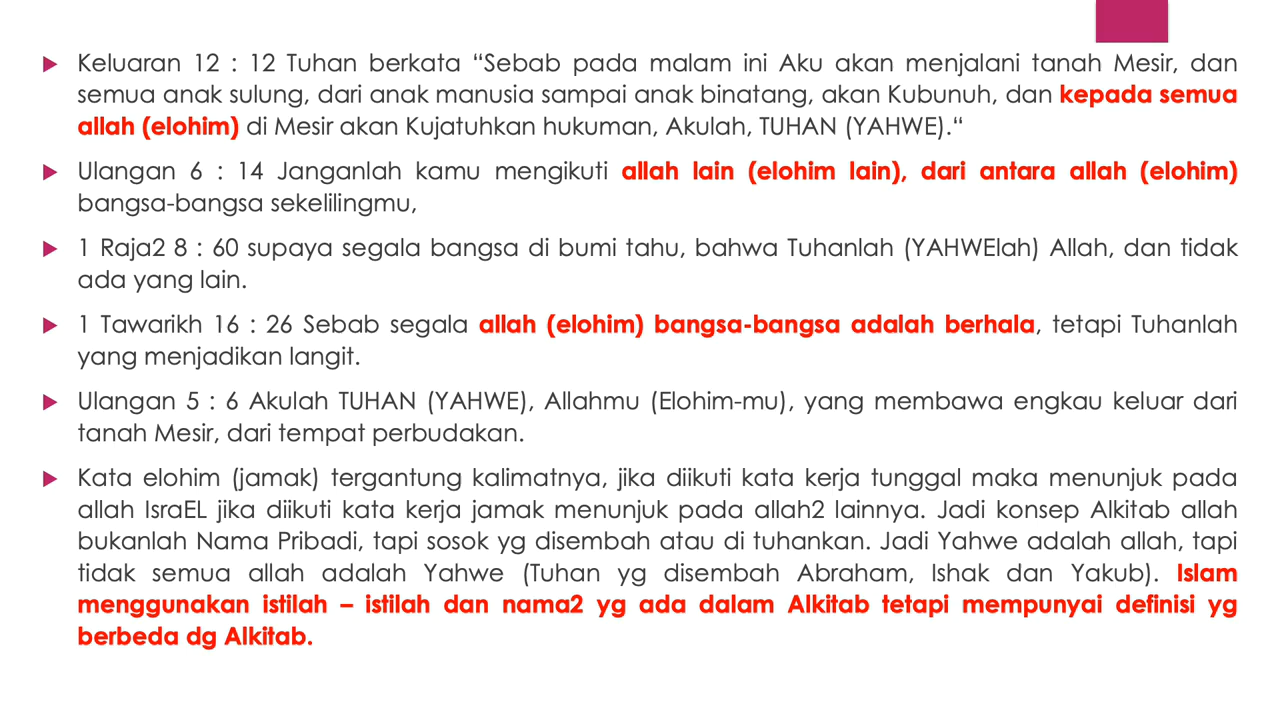 Keluaran 12 : 12 Tuhan berkata “Sebab pada malam ini Aku akan menjalani tanah Mesir, dan
semua anak sulung, dari anak manusia sampai anak binatang, akan Kubunuh, dan kepada semua
allah (elohim) di Mesir akan Kujatuhkan hukuman, Akulah, TUHAN (YAHWE).“
Ulangan 6 : 14 Janganlah kamu mengikuti allah lain (elohim lain), dari antara allah (elohim)
bangsa-bangsa sekelilingmu,
1 Raja2 8 : 60 supaya segala bangsa di bumi tahu, bahwa Tuhanlah (YAHWElah) Allah, dan tidak
ada yang lain.
1 Tawarikh 16 : 26 Sebab segala allah (elohim) bangsa-bangsa adalah berhala, tetapi Tuhanlah
yang menjadikan langit.
Ulangan 5 : 6 Akulah TUHAN (YAHWE), Allahmu (Elohim-mu), yang membawa engkau keluar dari
tanah Mesir, dari tempat perbudakan.
Kata elohim (jamak) tergantung kalimatnya, jika diikuti kata kerja tunggal maka menunjuk pada
allah IsraEL jika diikuti kata kerja jamak menunjuk pada allah2 lainnya. Jadi konsep Alkitab allah
bukanlah Nama Pribadi, tapi sosok yg disembah atau di tuhankan. Jadi Yahwe adalah allah, tapi
tidak semua allah adalah Yahwe (Tuhan yg disembah Abraham, Ishak dan Yakub). Islam
menggunakan istilah – istilah dan nama2 yg ada dalam Alkitab tetapi mempunyai definisi yg
berbeda dg Alkitab.